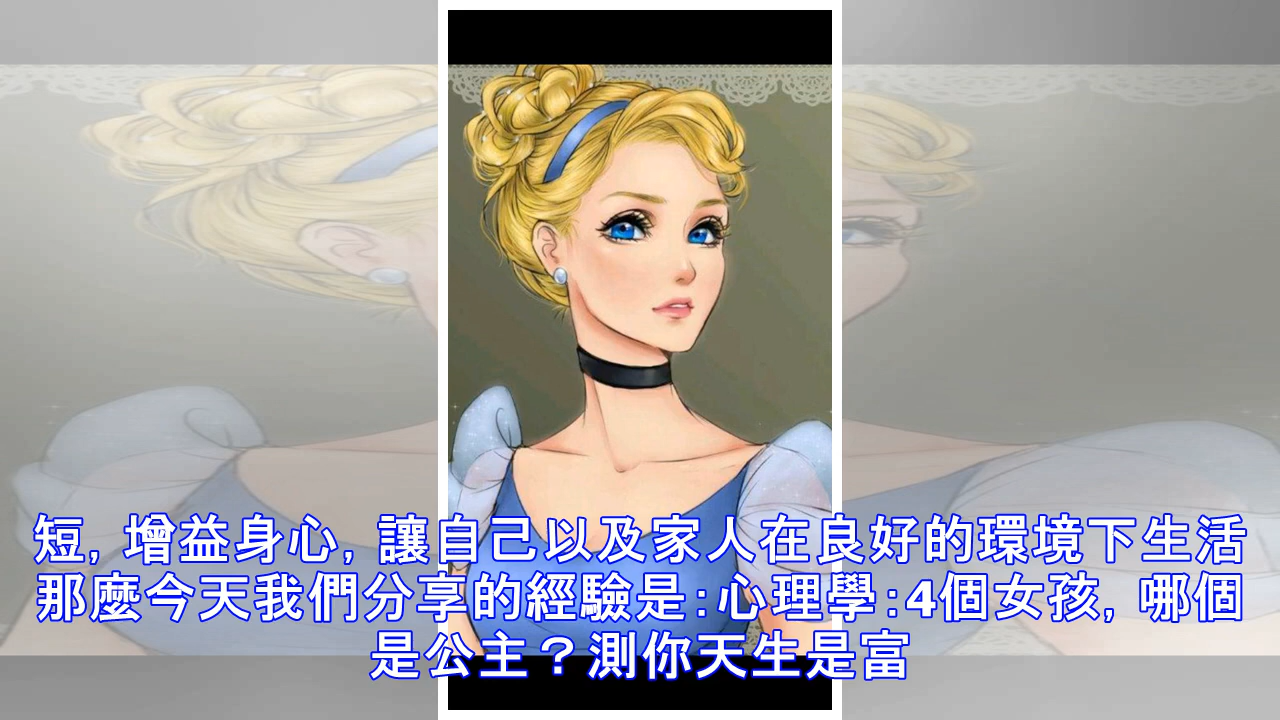 短, 增益身心, 讓自己以及家人在良好的環境下生活
那麼今天我們分享的經驗是:心理學:4個女孩, 哪個
是公主？測你天生是富